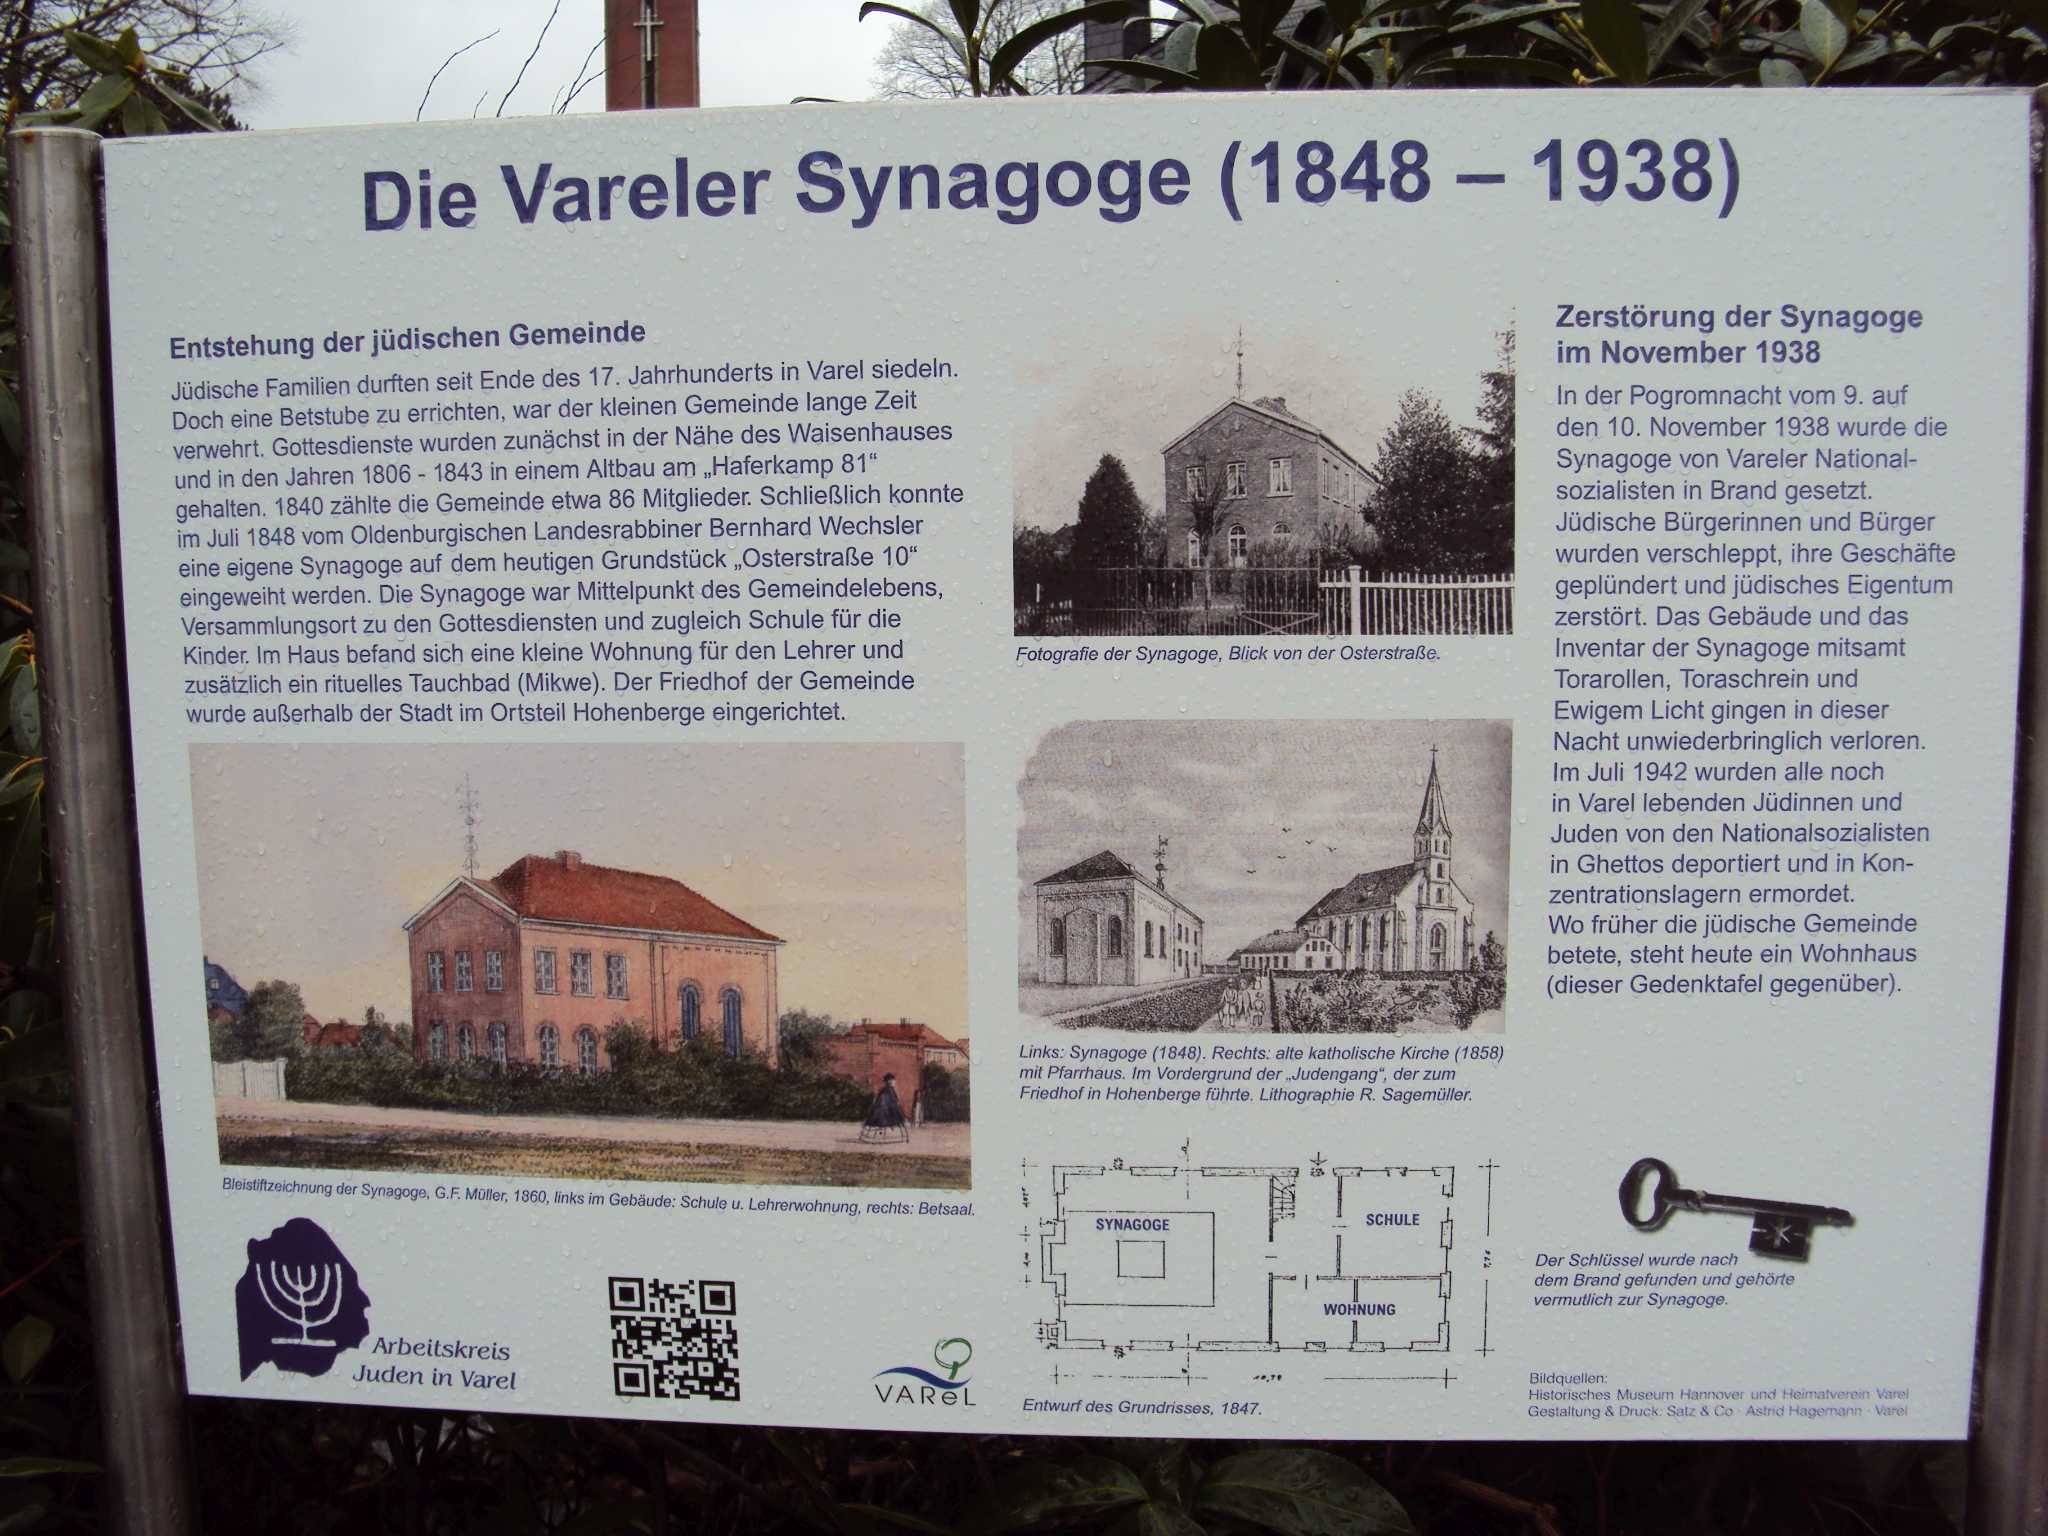 Die Vareler Synagoge (1848 – 1938)
Entstehung der jüdischen Gemeinde
Jüdische Familien durften seit Ende des 17. Jahrhunderts in Varel siedeln.
Doch eine Betstube zu errichten, war der kleinen Gemeinde lange Zeit
verwehrt. Gottesdienste wurden zunächst in der Nähe des Waisenhauses
und in den Jahren 1806 - 1843 in einem Altbau am „Haferkamp 81“
gehalten. 1840 zählte die Gemeinde etwa 86 Mitglieder. Schließlich konnte
im Juli 1848 vom Oldenburgischen Landesrabbiner Bernhard Wechsler
eine eigene Synagoge auf dem heutigen Grundstück „Osterstraße 10“
eingeweiht werden. Die Synagoge war Mittelpunkt des Gemeindelebens,
Versammlungsort zu den Gottesdiensten und zugleich Schule für die
Kinder. Im Haus befand sich eine kleine Wohnung für den Lehrer und
zusätzlich ein rituelles Tauchbad (Mikwe). Der Friedhof der Gemeinde
wurde außerhalb der Stadt im Ortsteil Hohenberge eingerichtet.
Bleistiftzeichnung der Synagoge, G.F. Müller, 1860, links im Gebäude: Schule u. Lehrerwohnung, rechts: Betsaal.
Arbeitskreis
Juden in Varel
VAReL
Fotografie der Synagoge, Blick von der Osterstraße.
Links: Synagoge (1848). Rechts: alte katholische Kirche (1858)
mit Pfarrhaus. Im Vordergrund der „Judengang“, der zum
Friedhof in Hohenberge führte. Lithographie R. Sagemüller.
SYNAGOGE
SCHULE
WOHNUNG
Entwurf des Grundrisses, 1847.
Zerstörung der Synagoge
im November 1938
In der Pogromnacht vom 9. auf
den 10. November 1938 wurde die
Synagoge von Vareler National-
sozialisten in Brand gesetzt.
Jüdische Bürgerinnen und Bürger
wurden verschleppt, ihre Geschäfte
geplündert und jüdisches Eigentum
zerstört. Das Gebäude und das
Inventar der Synagoge mitsamt
Torarollen, Toraschrein und
Ewigem Licht gingen in dieser
Nacht unwiederbringlich verloren.
Im Juli 1942 wurden alle noch
in Varel lebenden Jüdinnen und
Juden von den Nationalsozialisten
in Ghettos deportiert und in Kon-
zentrationslagern ermordet.
Wo früher die jüdische Gemeinde
betete, steht heute ein Wohnhaus
(dieser Gedenktafel gegenüber).
Der Schlüssel wurde nach
dem Brand gefunden und gehörte
vermutlich zur Synagoge.
Bildquellen:
Historisches Museum Hannover und Heimatverein Varel
Gestaltung & Druck: Satz & Co · Astrid Hagemann · Varel